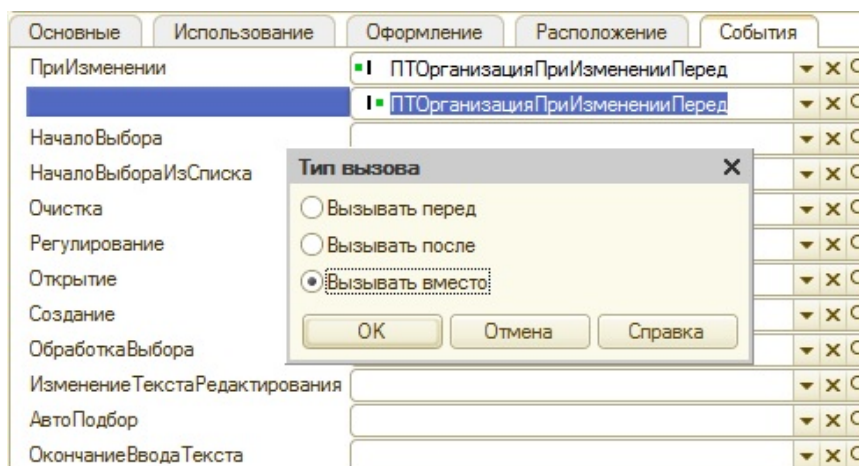 Основные Использование Оформление Расположение События
ПриИзменении ПТОрганизацияПриИзмененииПеред
ПТОрганизацияПриИзмененииПеред
НачалоВыбора
НачалоВыбораИзСписка
Тип вызова
Очистка
Вызывать перед
Регулирование
Вызывать после
Открытие
Вызывать вместо
Создание
ОК Отмена Справка
ОбработкаВыбора
ИзменениеТекстаРедактирования
АвтоПодбор
ОкончаниеВводаТекста